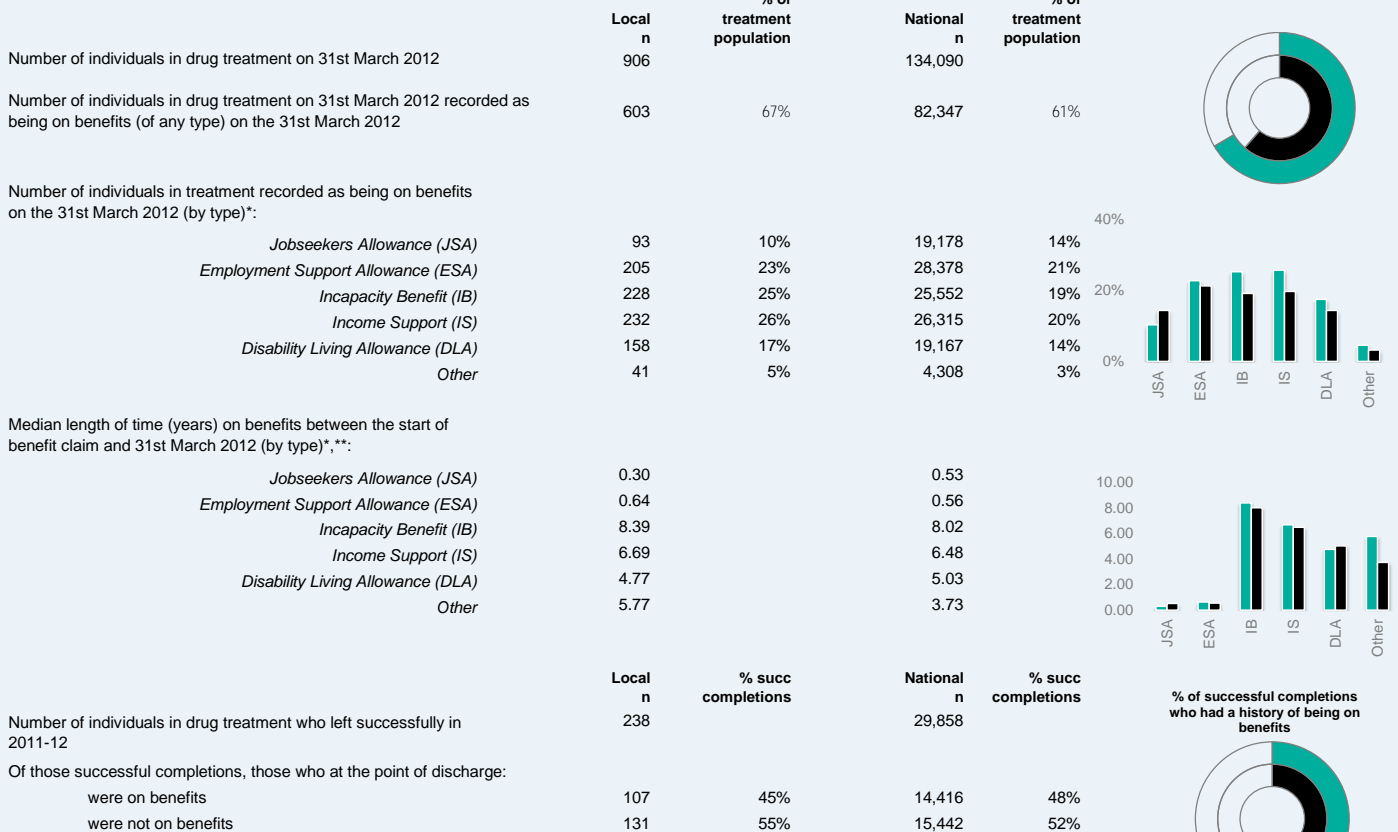 % of % of
Local treatment National treatment
n population n population
Number of individuals in drug treatment on 31st March 2012 906 134,090
Number of individuals in drug treatment on 31st March 2012 recorded as
being on benefits (of any type) on the 31st March 2012 603 67% 82,347 61%
Number of individuals in treatment recorded as being on benefits
on the 31st March 2012 (by type)*:
Jobseekers Allowance (JSA) 93 10% 19,178 14%
Employment Support Allowance (ESA) 205 23% 28,378 21%
Incapacity Benefit (IB) 228 25% 25,552 19%
Income Support (IS) 232 26% 26,315 20%
Disability Living Allowance (DLA) 158 17% 19,167 14%
Other 41 5% 4,308 3%
40%
20%
0%
JSA ESA IB IS DLA Other
Median length of time (years) on benefits between the start of
benefit claim and 31st March 2012 (by type)*,**:
Jobseekers Allowance (JSA) 0.30 0.53
Employment Support Allowance (ESA) 0.64 0.56
Incapacity Benefit (IB) 8.39 8.02
Income Support (IS) 6.69 6.48
Disability Living Allowance (DLA) 4.77 5.03
Other 5.77 3.73
10.00
8.00
6.00
4.00
2.00
0.00
JSA ESA IB IS DLA Other
Local % succ National % succ
n completions n completions
Number of individuals in drug treatment who left successfully in 238 29,858
2011-12
Of those successful completions, those who at the point of discharge:
were on benefits 107 45% 14,416 48%
were not on benefits 131 55% 15,442 52%
% of successful completions
who had a history of being on
benefits